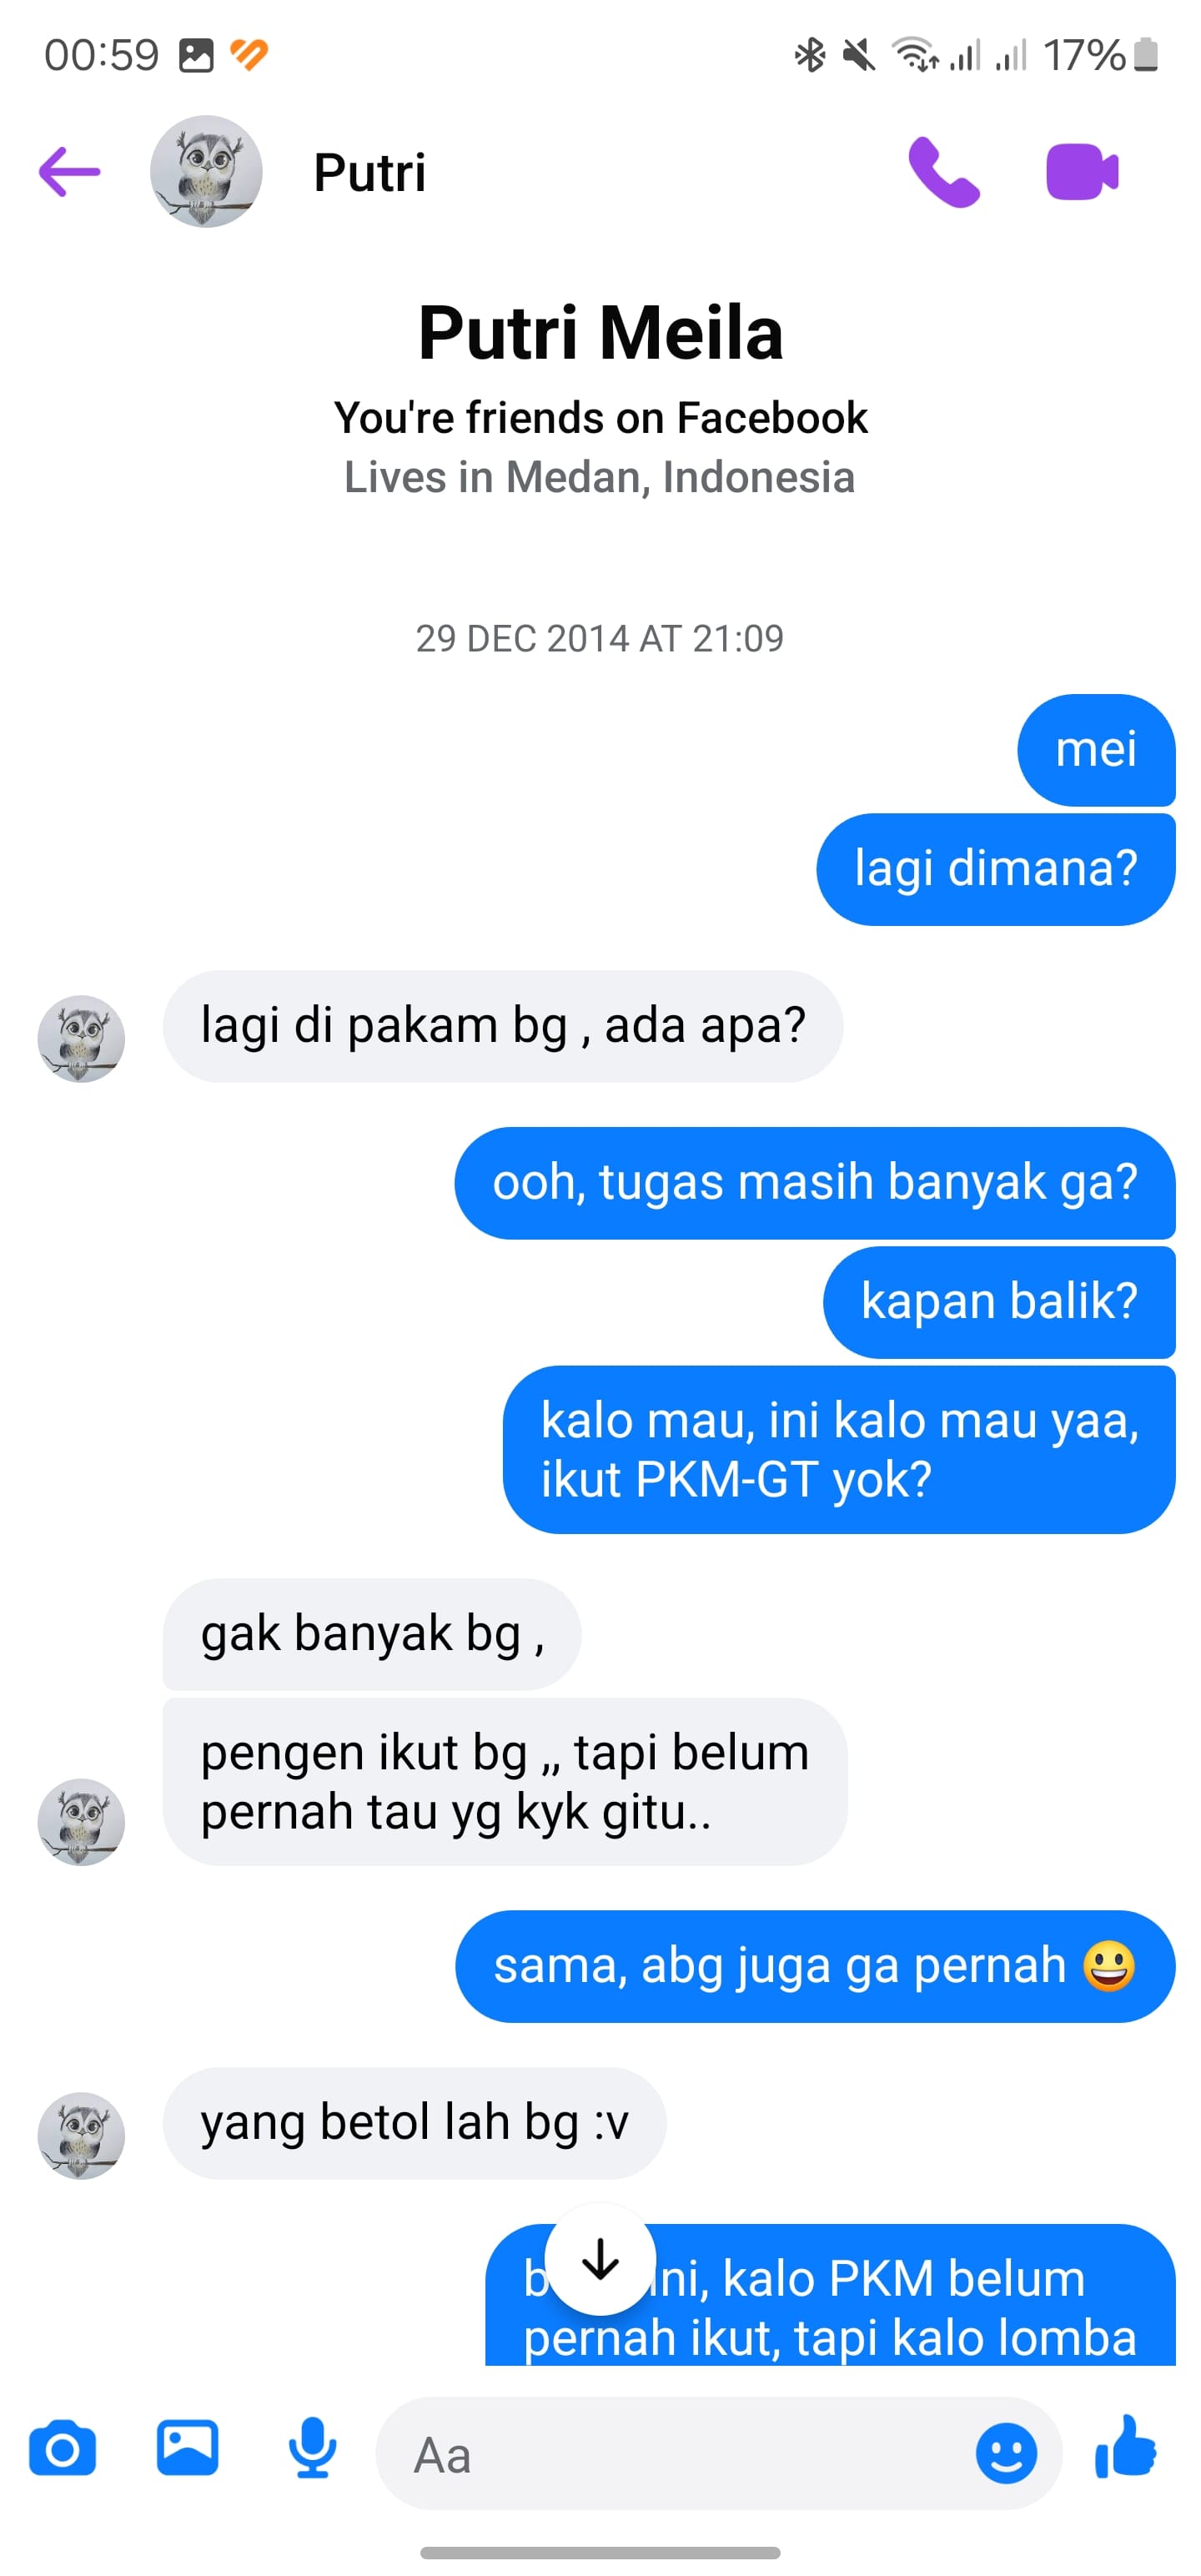 00:59
17%
Putri
Putri Meila
You're friends on Facebook
Lives in Medan, Indonesia
29 DEC 2014 AT 21:09
mei
lagi dimana?
lagi di pakam bg , ada apa?
ooh, tugas masih banyak ga?
kapan balik?
kalo mau, ini kalo mau yaa,
ikut PKM-GT yok?
gak banyak bg ,
pengen ikut bg ,, tapi belum
pernah tau yg kyk gitu..
sama, abg juga ga pernah 😃
yang betol lah bg :v
kalo PKM belum
pernah ikut, tapi kalo lomba
Aa